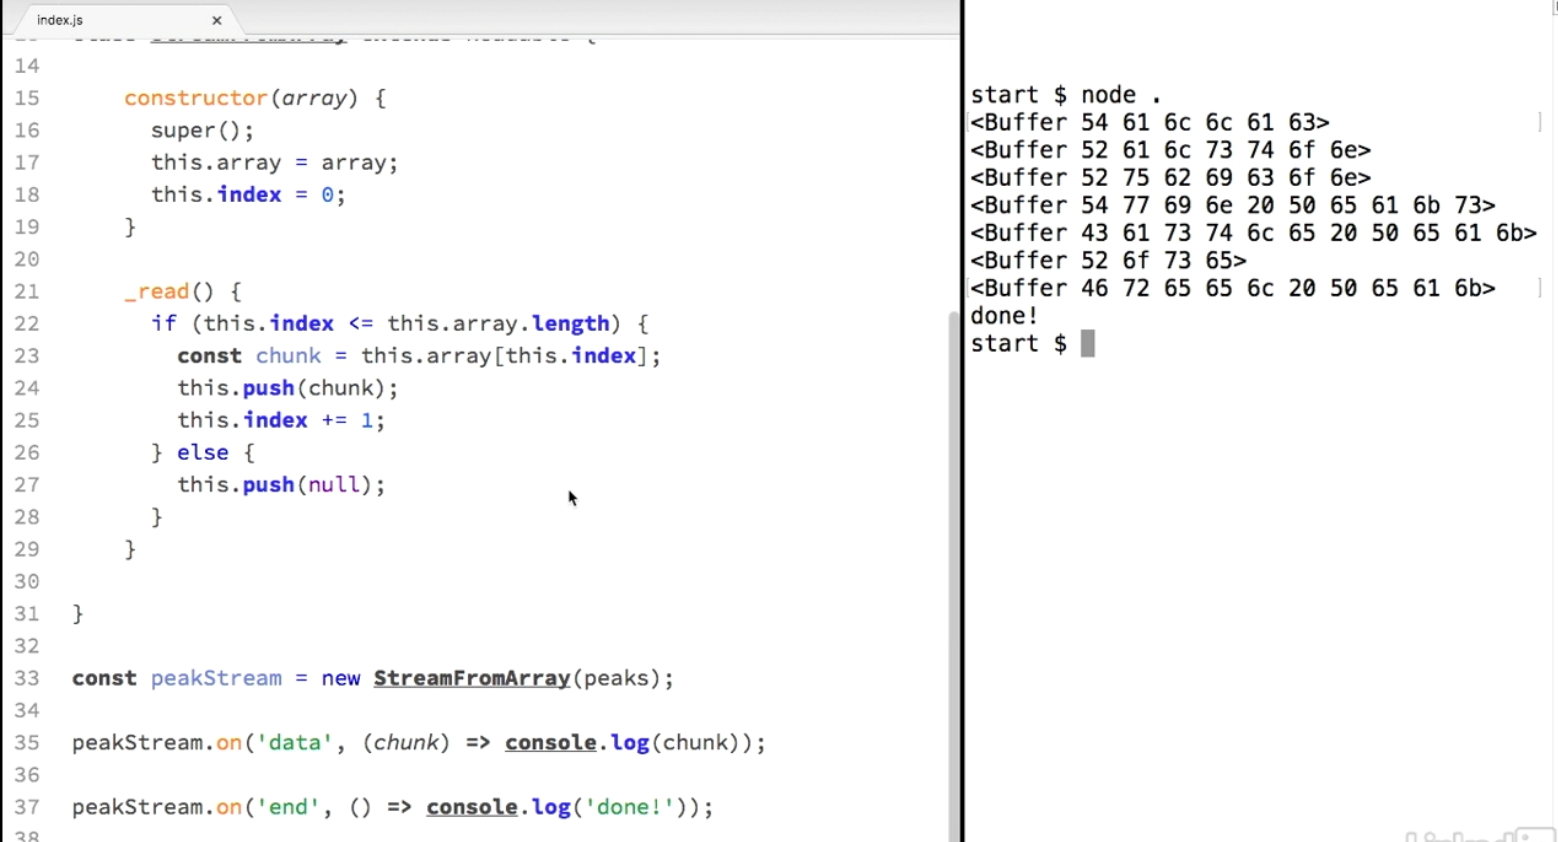 index.js ×
14
15 constructor(array) {
16 super();
17 this.array = array;
18 this.index = 0;
19 }
20
21 _read() {
22 if (this.index <= this.array.length) {
23 const chunk = this.array[this.index];
24 this.push(chunk);
25 this.index += 1;
26 } else {
27 this.push(null);
28 }
29 }
30
31 }
32
33 const peakStream = new StreamFromArray(peaks);
34
35 peakStream.on('data', (chunk) => console.log(chunk));
36
37 peakStream.on('end', () => console.log('done!'));
38
start $ node .
<Buffer 54 61 6c 6c 61 63>
<Buffer 52 61 6c 73 74 6f 6e>
<Buffer 52 75 62 69 63 6f 6e>
<Buffer 54 77 69 6e 20 50 65 61 6b 73>
<Buffer 43 61 73 74 6c 65 20 50 65 61 6b>
<Buffer 52 6f 73 65>
<Buffer 46 72 65 65 6c 20 50 65 61 6b>
done!
start $